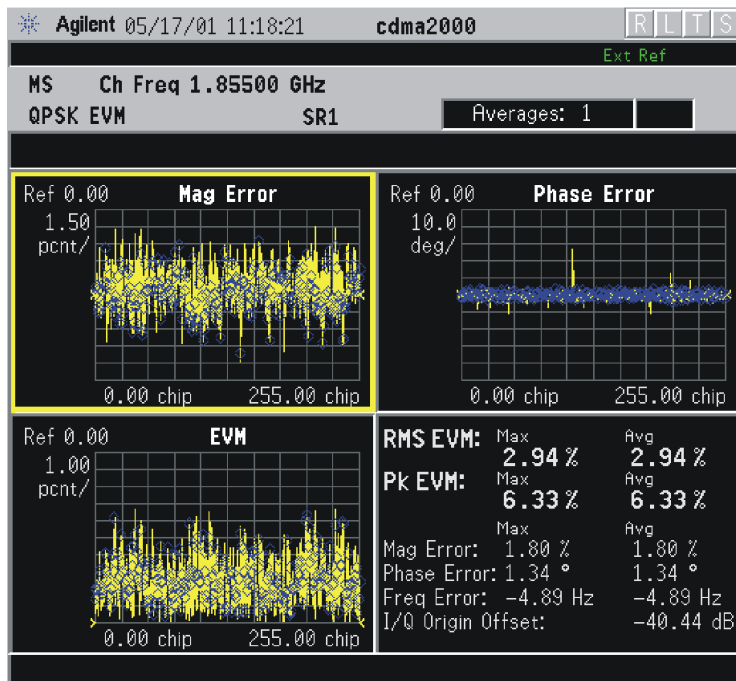 Agilent 05/17/01 11:18:21 cdma2000 R L T S
Ext Ref
MS Ch Freq 1.85500 GHz
QPSK EVM SR1 Averages: 1
Ref 0.00 Mag Error
1.50
pcnt/
0.00 chip 255.00 chip
Ref 0.00 Phase Error
10.0
deg/
0.00 chip 255.00 chip
Ref 0.00 EVM
1.00
pcnt/
0.00 chip 255.00 chip
Max Avg
RMS EVM: 2.94 % 2.94 %
Max Avg
Pk EVM: 6.33 % 6.33 %
Max Avg
Mag Error: 1.80 % 1.80 %
Phase Error: 1.34 ° 1.34 °
Freq Error: -4.89 Hz -4.89 Hz
I/Q Origin Offset: -40.44 dB